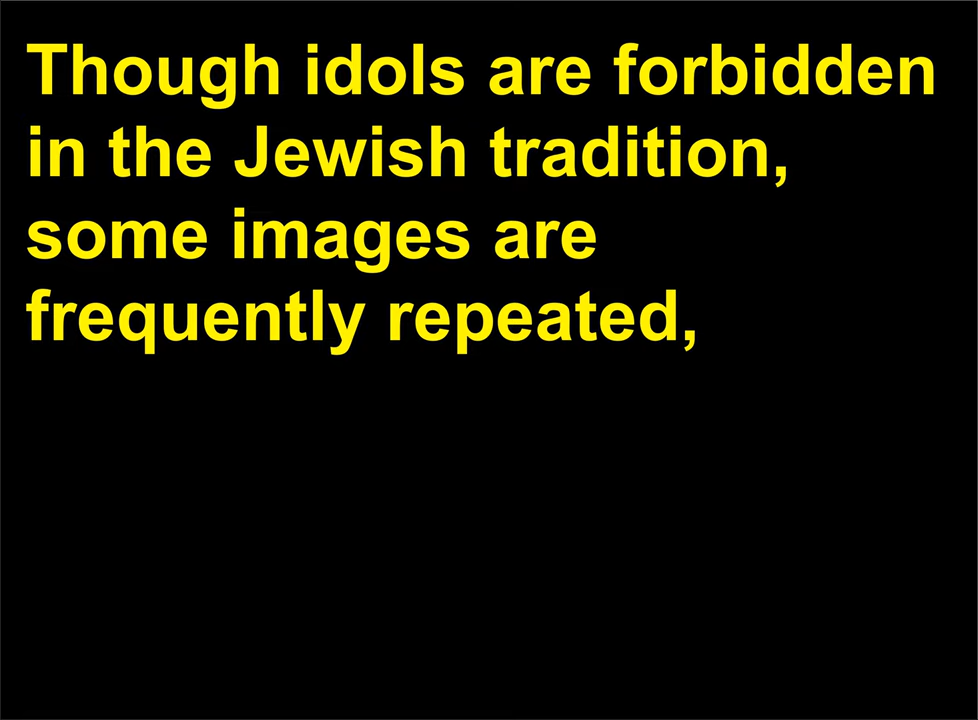 Though idols are forbidden
in the Jewish tradition,
some images are
frequently repeated,